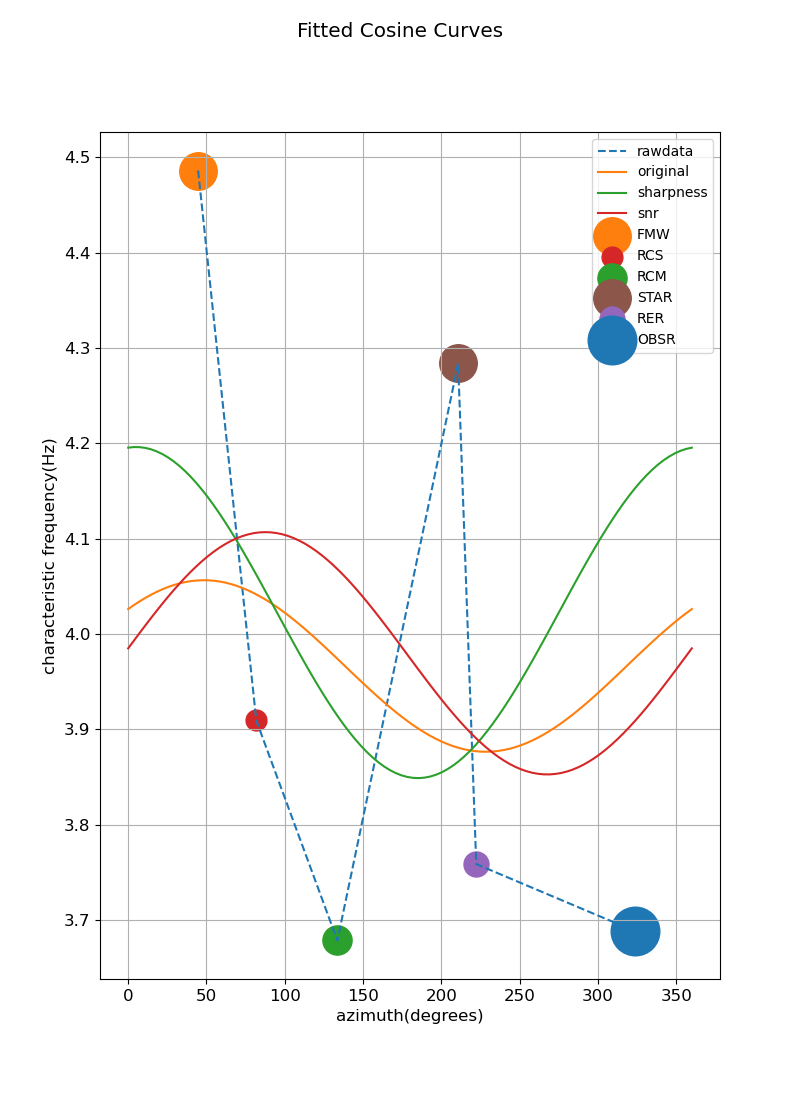 Fitted Cosine Curves
4.5
4.4
4.3
4.2
4.1
4.0
3.9
3.8
3.7
characteristic frequency(Hz)
rawdata
original
sharpness
snr
FMW
RCS
RCM
STAR
RER
OBSR
0 50 100 150 200 250 300 350
azimuth(degrees)